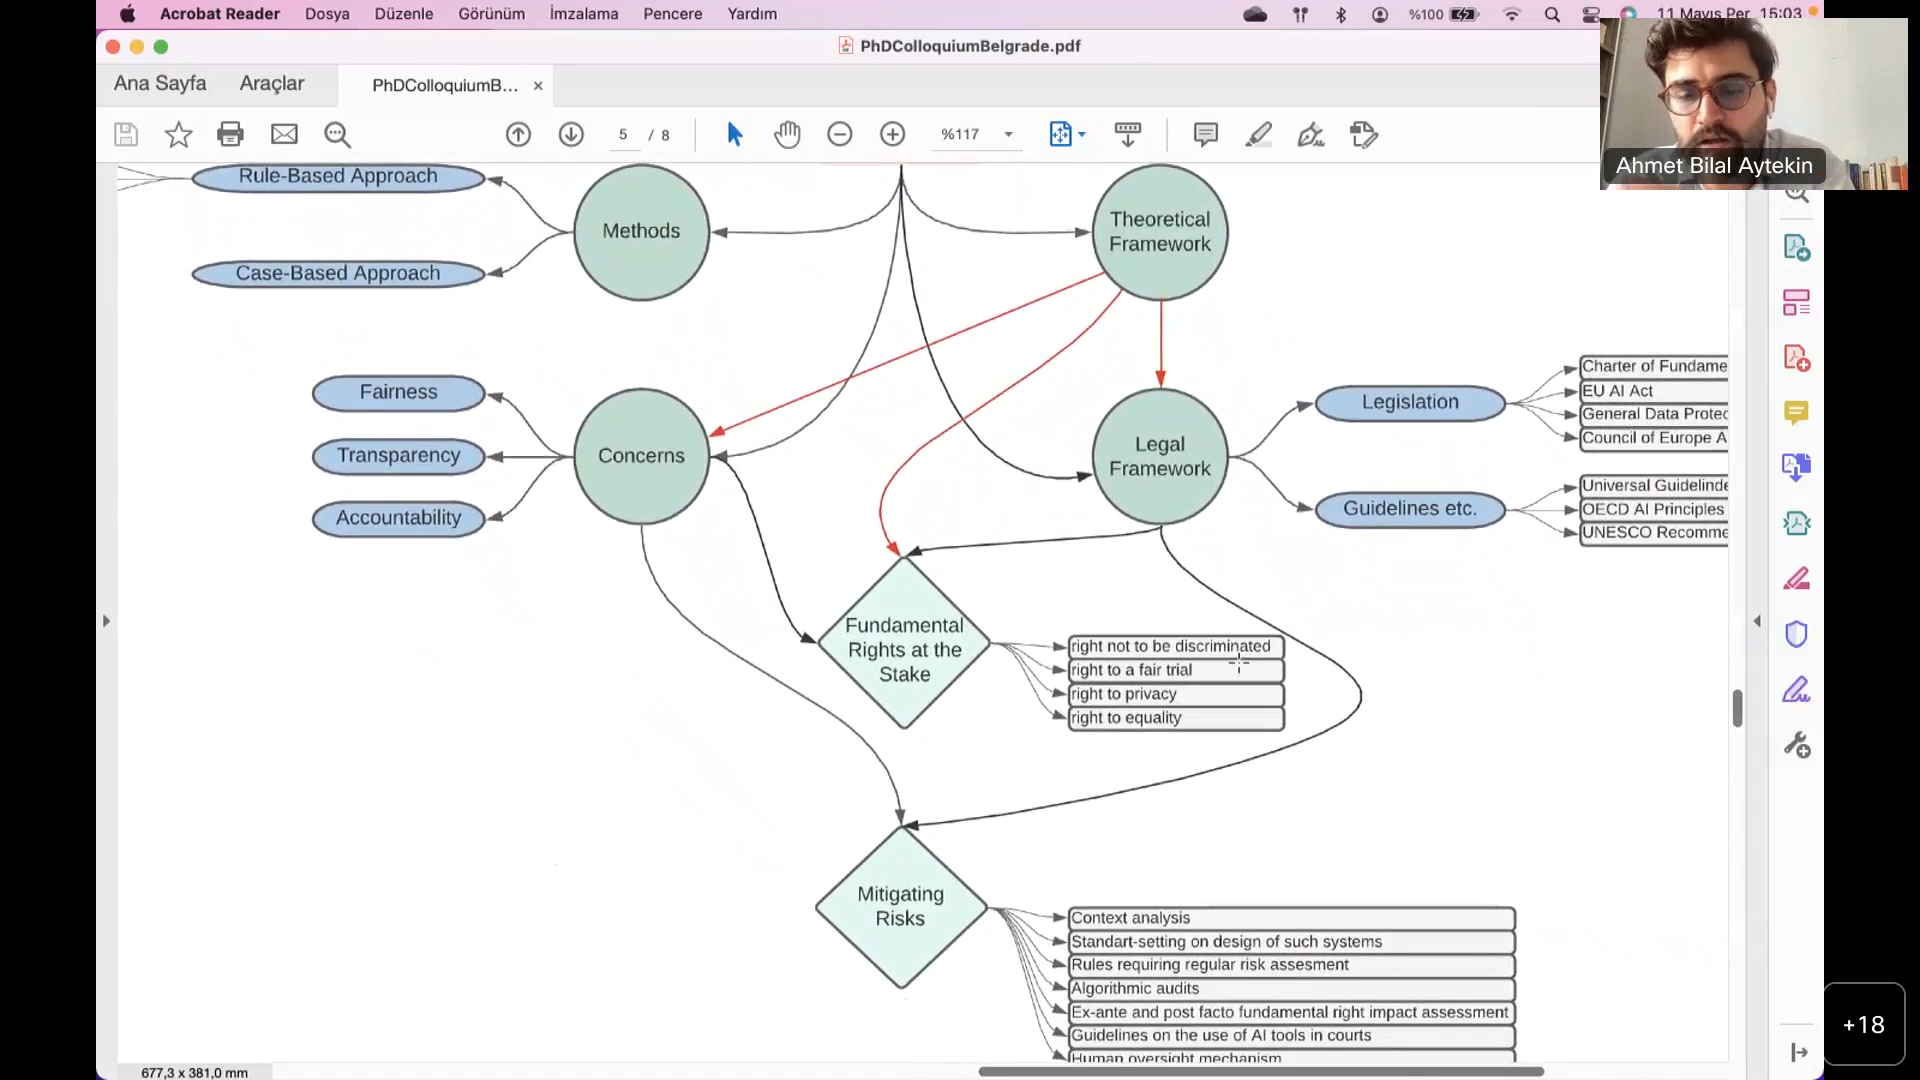 Acrobat Reader Dosya Düzenle Görünüm İmzalama Pencere Yardım %100 11 Mayıs Per 15:03
PhDColloquiumBelgrade.pdf
Ana Sayfa Araçlar PhDColloquiumB...
5 / 8 %117
Ahmet Bilal Aytekin
Rule-Based Approach
Case-Based Approach
Methods
Theoretical
Framework
Fairness
Transparency
Accountability
Concerns
Legal
Framework
Legislation
Charter of Fundame
EU AI Act
General Data Protec
Council of Europe A
Guidelines etc.
Universal Guidelinde
OECD AI Principles
UNESCO Recomme
Fundamental
Rights at the
Stake
right not to be discriminated
right to a fair trial
right to privacy
right to equality
Mitigating
Risks
Context analysis
Standart-setting on design of such systems
Rules requiring regular risk assesment
Algorithmic audits
Ex-ante and post facto fundamental right impact assessment
Guidelines on the use of AI tools in courts
Human oversight mechanism
+18
677,3 x 381,0 mm